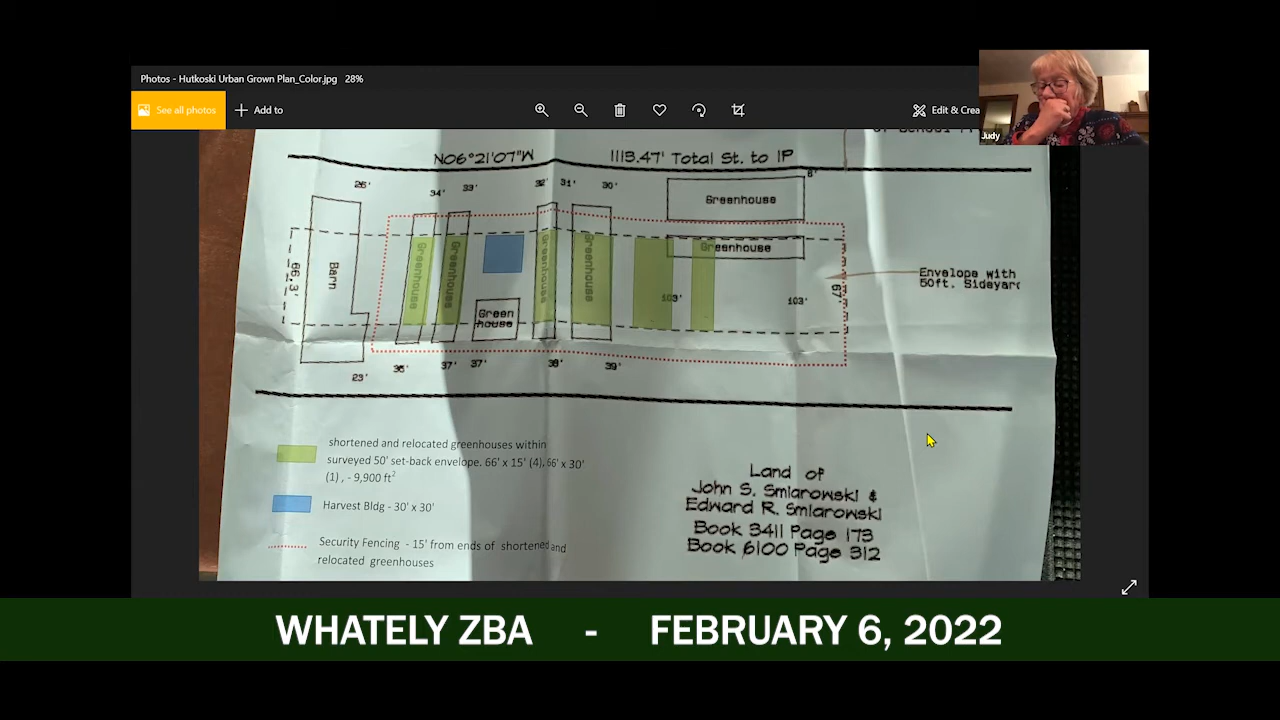 Photos - Hutkoski Urban Grown Plan_Color.jpg 28%
See all photos
Add to
Edit & Crea
Judy
N06°21'07"W 1113.47' Total St. to IP
25' 34' 33' 32' 31' 30' 6'
Greenhouse
Greenhouse
66.3'
Barn
Greenhouse
Greenhouse
Greenhouse
Greenhouse
Green
house
103' 103'
67'
Envelope with
50ft. Sideyard
23' 36' 37' 37' 38' 39'
shortened and relocated greenhouses within
surveyed 50' set-back envelope. 66' x 15' (4), 66' x 30'
(1) , - 9,900 ft²
Harvest Bldg - 30' x 30'
Security Fencing - 15' from ends of shortened and
relocated greenhouses
Land of
John S. Smiarowski &
Edward R. Smiarowski
Book 3411 Page 173
Book 6100 Page 312
WHATELY ZBA - FEBRUARY 6, 2022